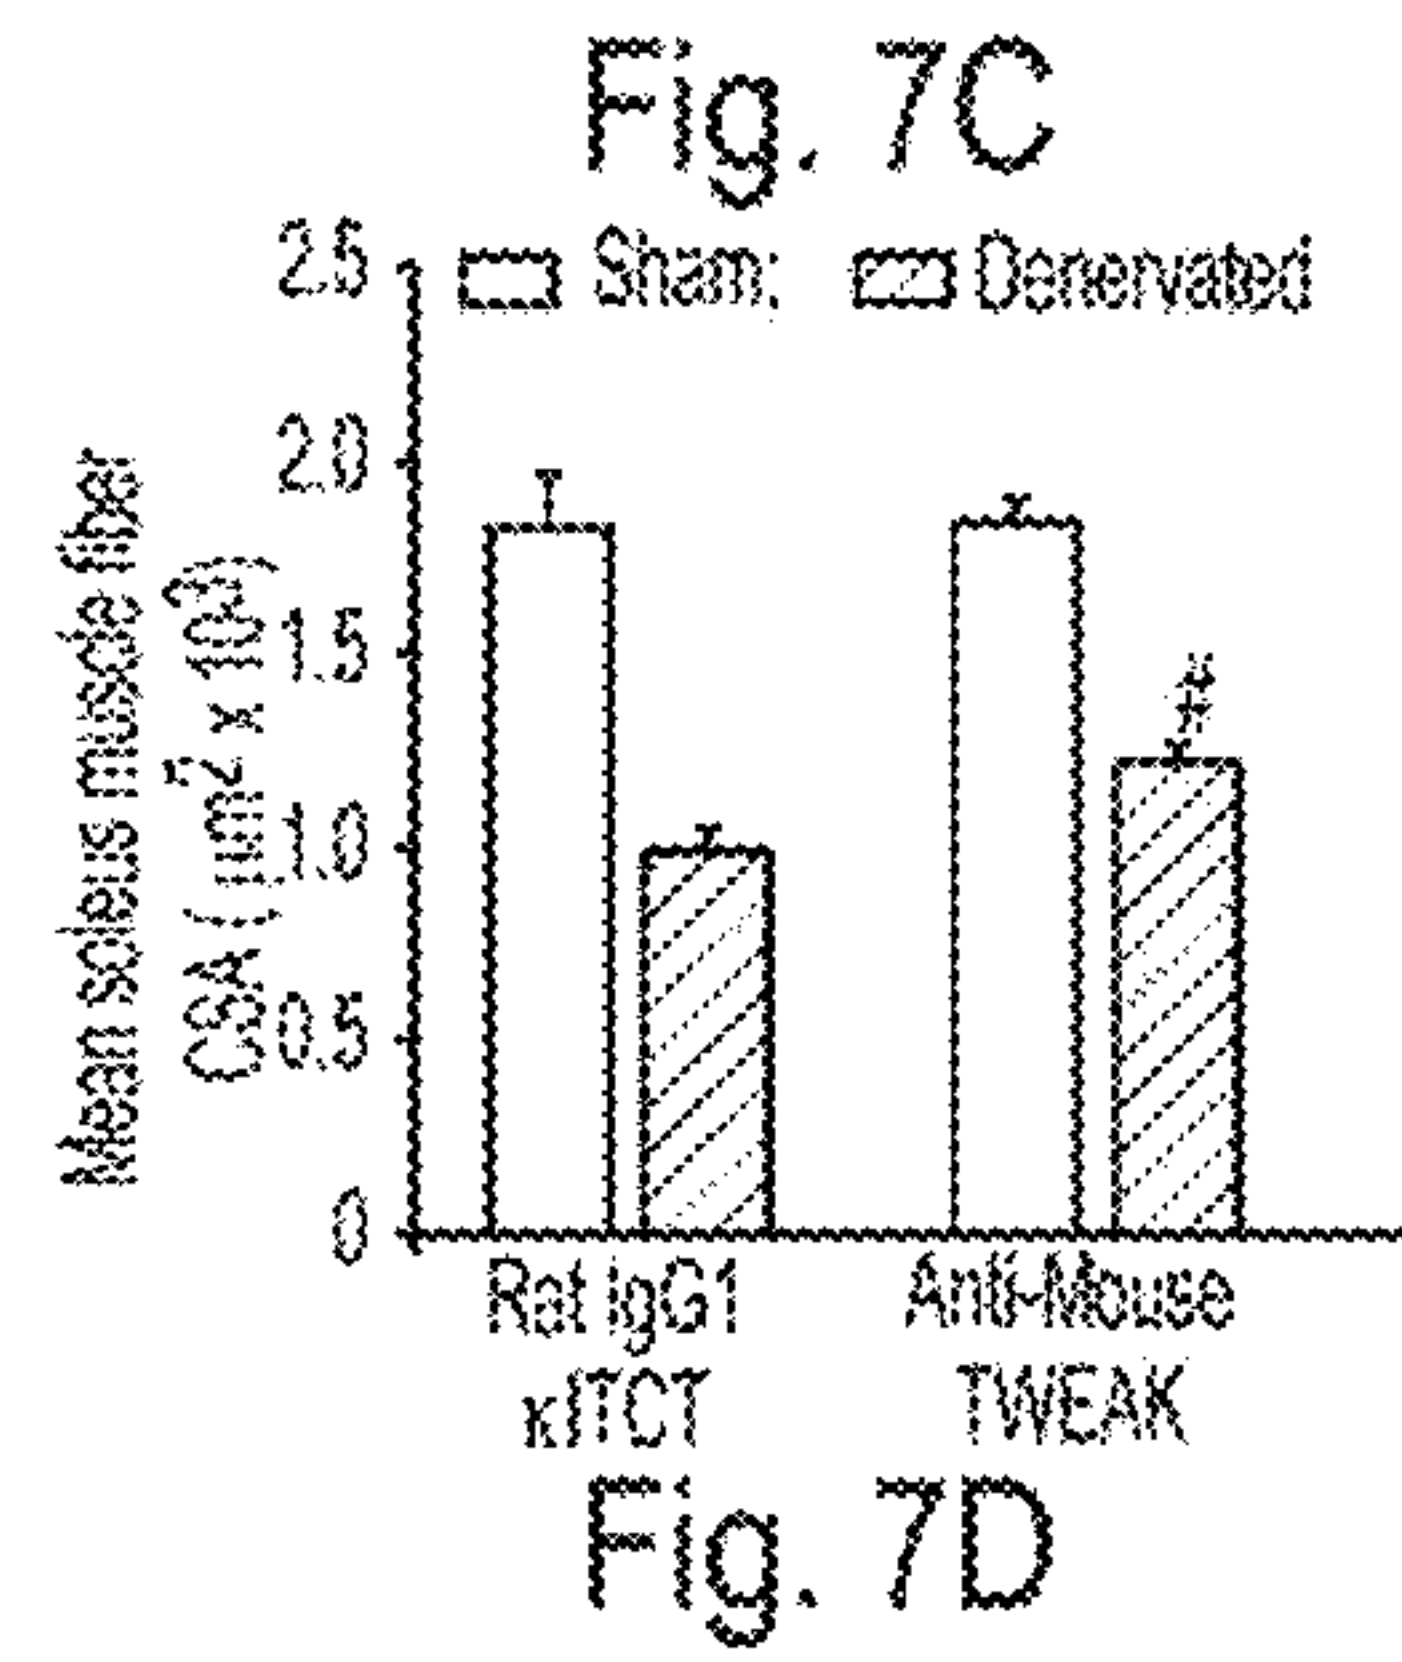 Fig. 7C
Sham; Denervated
Mean soleus muscle fiber
CSA (μm² x 10³)
2.5
2.0
1.5
1.0
0.5
0
#
Rat IgG1
κITCT
Anti-Mouse
TWEAK
Fig. 7D